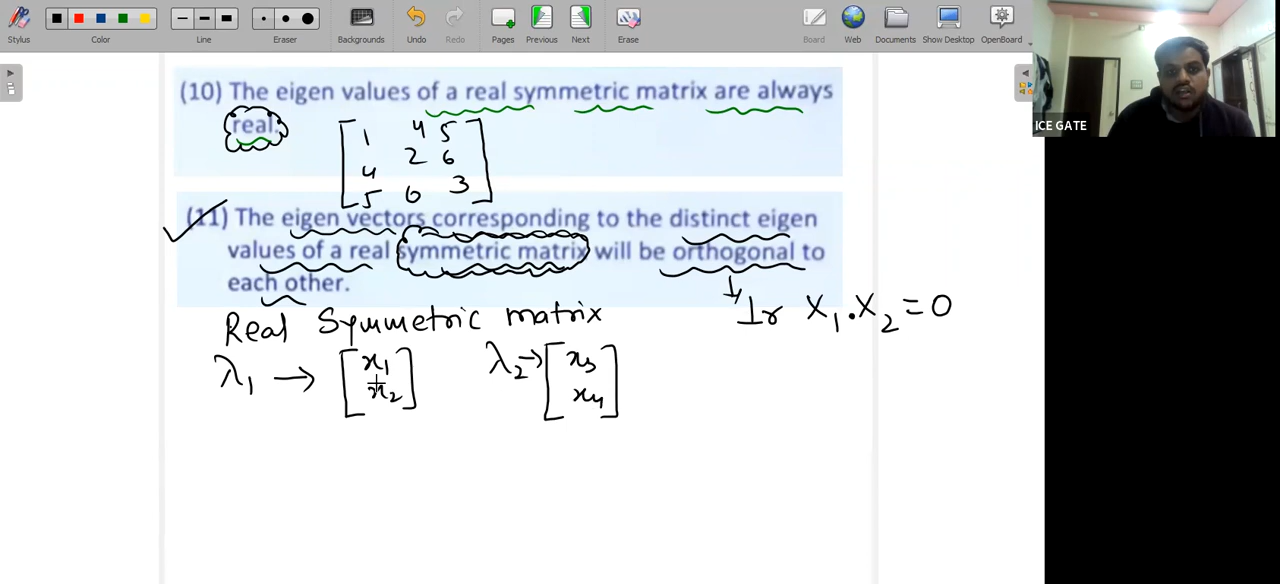 Stylus Color Line Eraser Backgrounds Undo Redo Pages Previous Next Erase Board Web Documents Show Desktop OpenBoard
ICE GATE
(10) The eigen values of a real symmetric matrix are always
real.
1 4 5
4 2 6
5 6 3
(11) The eigen vectors corresponding to the distinct eigen
values of a real symmetric matrix will be orthogonal to
each other.
⊥r X₁.X₂ = 0
Real Symmetric matrix
λ₁ → [x₁ x₂] λ₂ → [x₃ x₄]